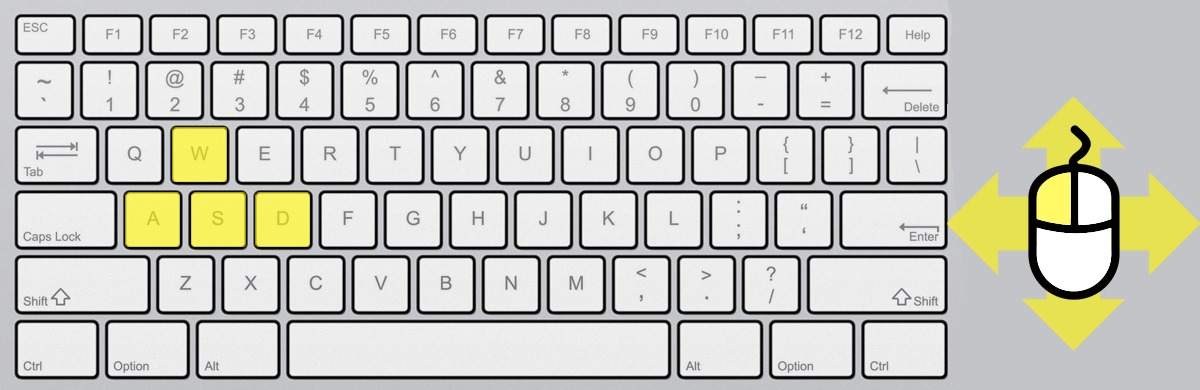 ESC F1 F2 F3 F4 F5 F6 F7 F8 F9 F10 F11 F12 Help
~ ! @ # $ % ^ & * ( ) _ +
` 1 2 3 4 5 6 7 8 9 0 - = Delete
Tab Q W E R T Y U I O P { [ } ] | \
Caps Lock A S D F G H J K L : ; “ ‘ Enter
Shift Z X C V B N M < , > . ? / Shift
Ctrl Option Alt Alt Option Ctrl